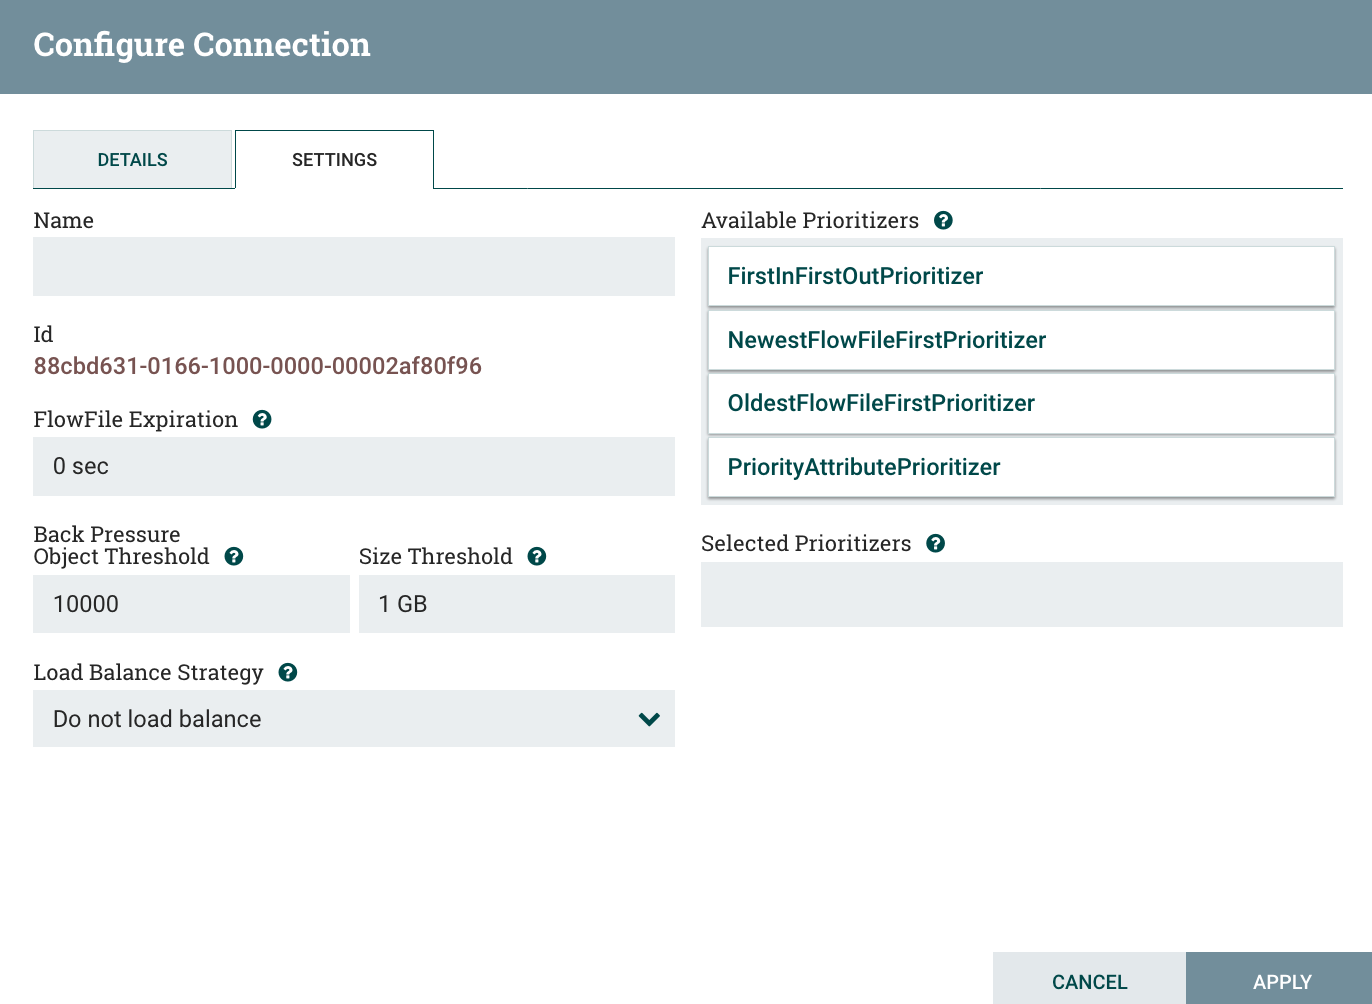 Configure Connection
DETAILS
SETTINGS
Name
Id
88cbd631-0166-1000-0000-00002af80f96
FlowFile Expiration
0 sec
Back Pressure
Object Threshold
10000
Size Threshold
1 GB
Load Balance Strategy
Do not load balance
Available Prioritizers
FirstInFirstOutPrioritizer
NewestFlowFileFirstPrioritizer
OldestFlowFileFirstPrioritizer
PriorityAttributePrioritizer
Selected Prioritizers
CANCEL
APPLY